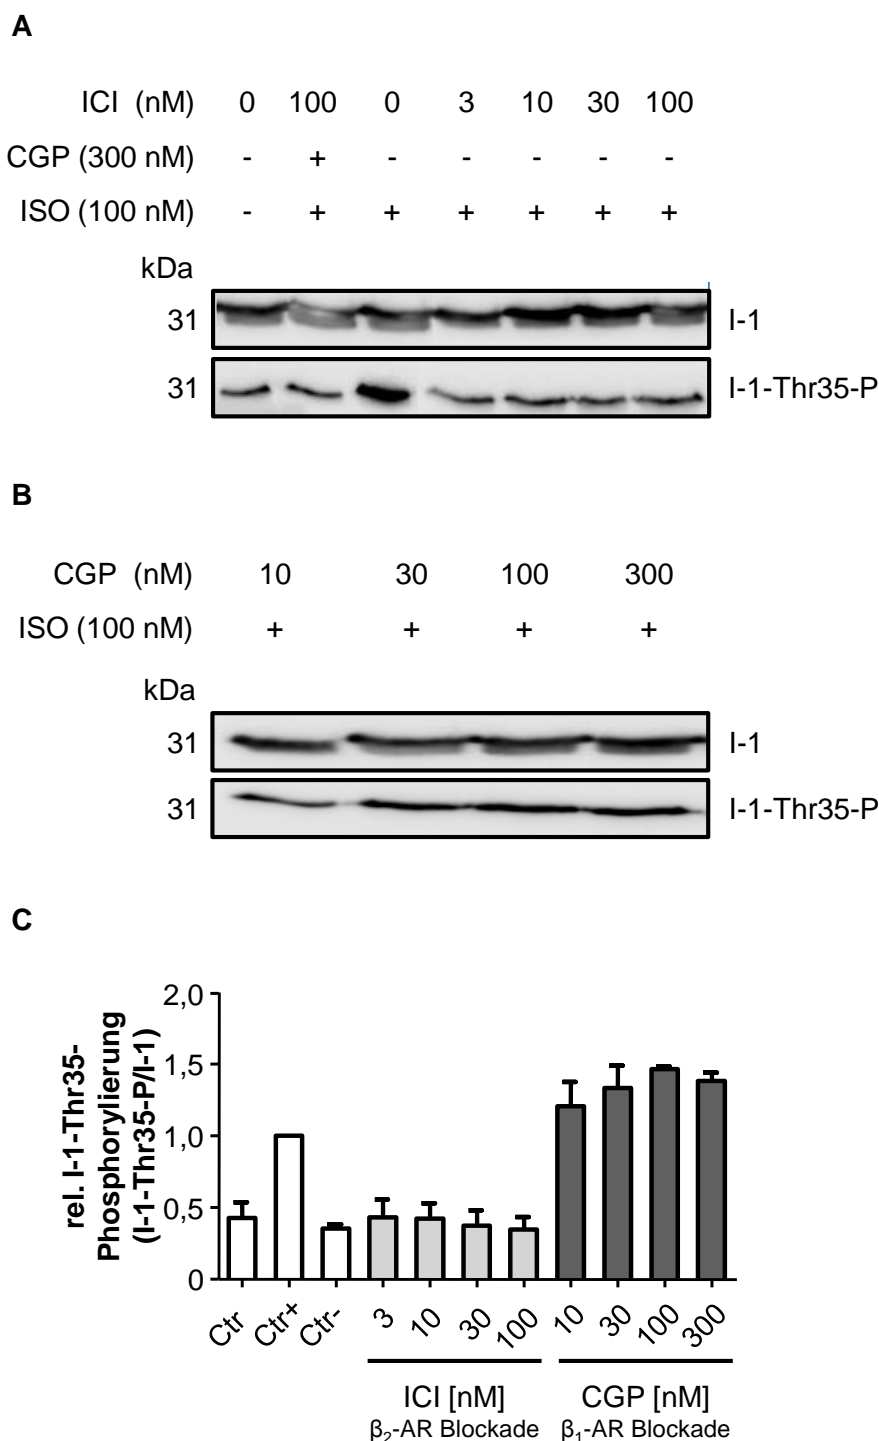 A
ICI (nM) 0 100 0 3 10 30 100
CGP (300 nM) - + - - - - -
ISO (100 nM) - + + + + + +
kDa
31 I-1
31 I-1-Thr35-P
B
CGP (nM) 10 30 100 300
ISO (100 nM) + + + +
kDa
31 I-1
31 I-1-Thr35-P
C
rel. I-1-Thr35-
Phosphorylierung
(I-1-Thr35-P/I-1)
2,0
1,5
1,0
0,5
0
Ctr Ctr+ Ctr- 3 10 30 100 10 30 100 300
ICI [nM] CGP [nM]
β₂-AR Blockade β₁-AR Blockade